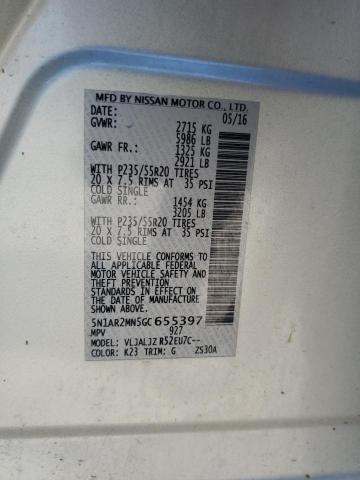 MFD BY NISSAN MOTOR CO., LTD.
DATE: 05/16
GVWR: 2715 KG
5986 LB
GAWR FR.: 1325 KG
2921 LB
WITH P235/55R20 TIRES
20 X 7.5 RIMS AT 35 PSI
COLD SINGLE
GAWR RR.: 1454 KG
3205 LB
WITH P235/55R20 TIRES
20 X 7.5 RIMS AT 35 PSI
COLD SINGLE
THIS VEHICLE CONFORMS TO
ALL APPLICABLE FEDERAL
MOTOR VEHICLE SAFETY AND
THEFT PREVENTION STANDARDS
IN EFFECT ON THE DATE OF
MANUFACTURE SHOWN ABOVE.
5N1AR2MN5GC655397
MPV 927
MODEL: VLJALJZ R52EU7C--
COLOR: K23 TRIM: G ZS30A